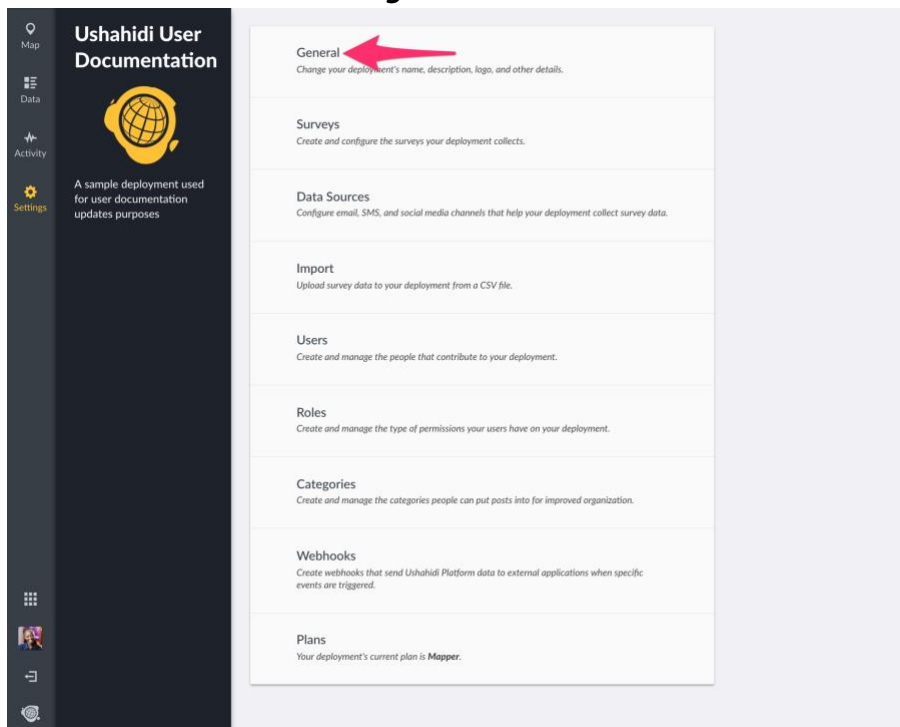 Map
Data
Activity
Settings
Ushahidi User
Documentation
A sample deployment used
for user documentation
updates purposes
General
Change your deployment's name, description, logo, and other details.
Surveys
Create and configure the surveys your deployment collects.
Data Sources
Configure email, SMS, and social media channels that help your deployment collect survey data.
Import
Upload survey data to your deployment from a CSV file.
Users
Create and manage the people that contribute to your deployment.
Roles
Create and manage the type of permissions your users have on your deployment.
Categories
Create and manage the categories people can put posts into for improved organization.
Webhooks
Create webhooks that send Ushahidi Platform data to external applications when specific
events are triggered.
Plans
Your deployment's current plan is Mapper.